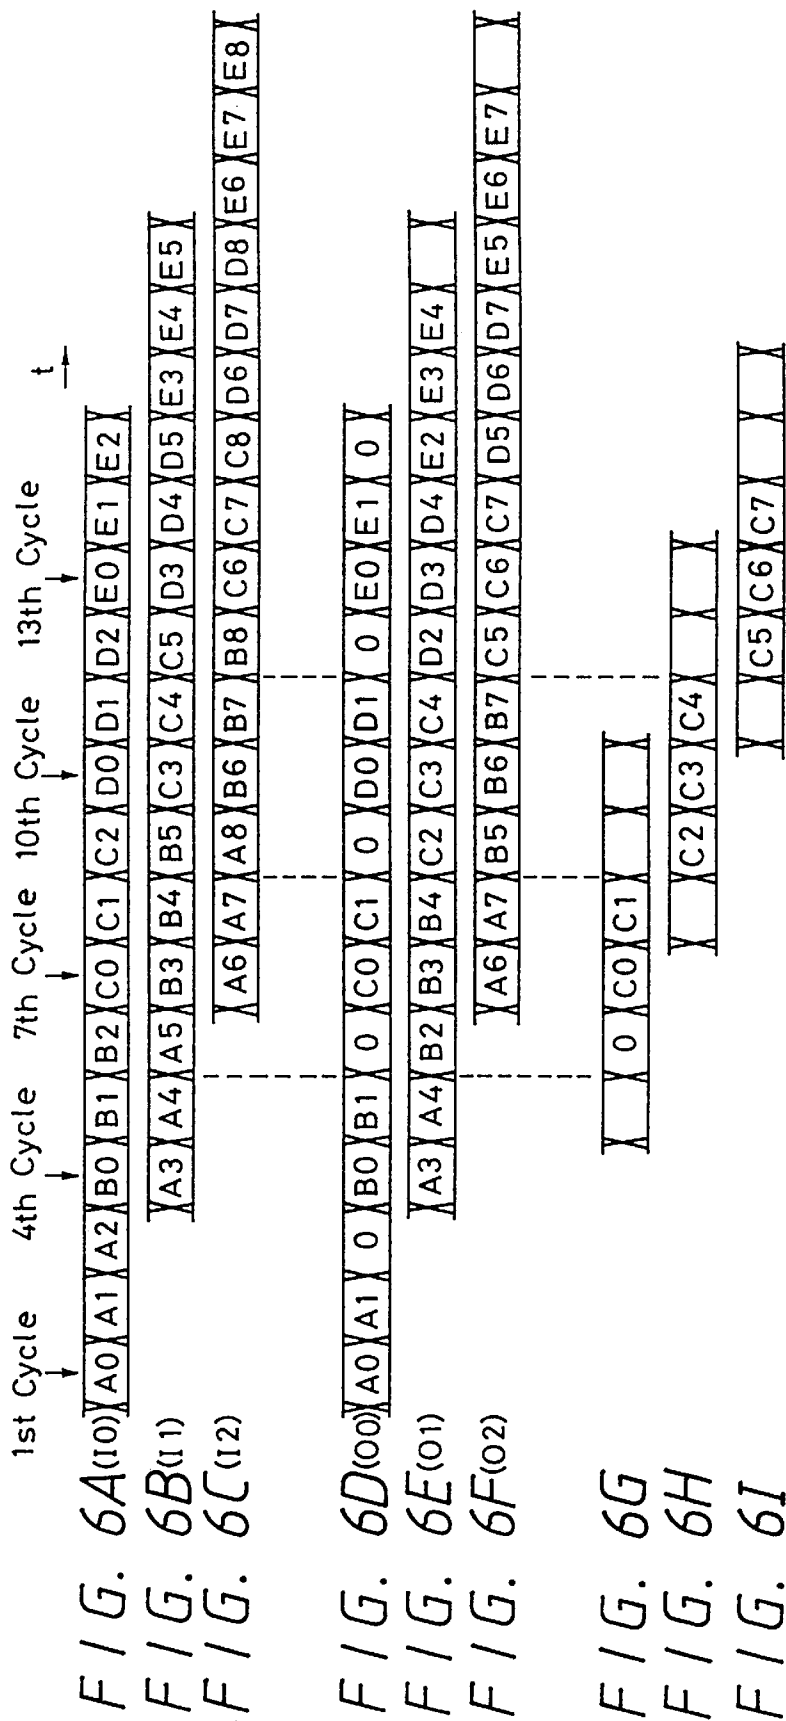 1st Cycle 4th Cycle 7th Cycle 10th Cycle 13th Cycle t
FIG. 6A(I0) A0 A1 A2 B0 B1 B2 C0 C1 C2 D0 D1 D2 E0 E1 E2
FIG. 6B(I1) A3 A4 A5 B3 B4 B5 C3 C4 C5 D3 D4 D5 E3 E4 E5
FIG. 6C(I2) A6 A7 A8 B6 B7 B8 C6 C7 C8 D6 D7 D8 E6 E7 E8
FIG. 6D(O0) A0 A1 0 B0 B1 0 C0 C1 0 D0 D1 0 E0 E1 0
FIG. 6E(O1) A3 A4 B2 B3 B4 C2 C3 C4 D2 D3 D4 E2 E3 E4
FIG. 6F(O2) A6 A7 B5 B6 B7 C5 C6 C7 D5 D6 D7 E5 E6 E7
FIG. 6G 0 C0 C1
FIG. 6H C2 C3 C4
FIG. 6I C5 C6 C7